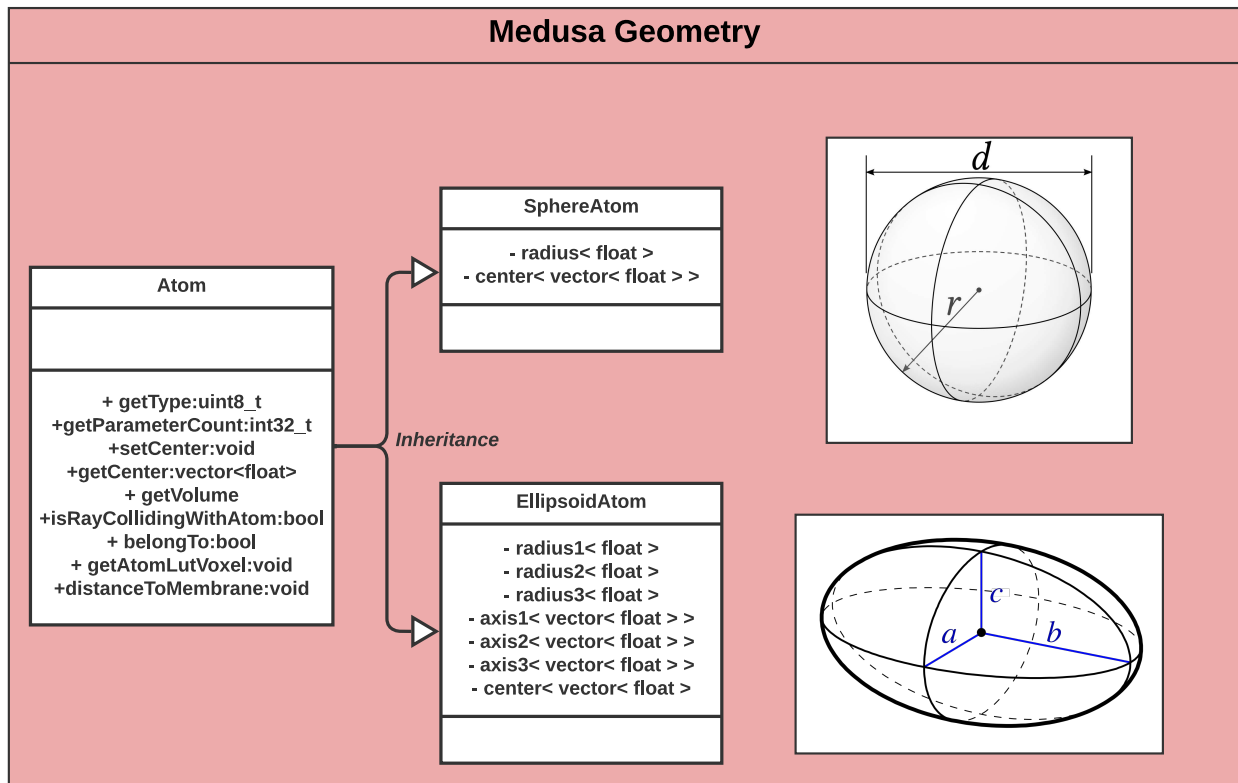 Medusa Geometry
Atom
+ getType:uint8_t
+getParameterCount:int32_t
+setCenter:void
+getCenter:vector<float>
+ getVolume
+isRayCollidingWithAtom:bool
+ belongTo:bool
+ getAtomLutVoxel:void
+distanceToMembrane:void
Inheritance
SphereAtom
- radius< float >
- center< vector< float > >
EllipsoidAtom
- radius1< float >
- radius2< float >
- radius3< float >
- axis1< vector< float > >
- axis2< vector< float > >
- axis3< vector< float > >
- center< vector< float >
d
r
c
a
b